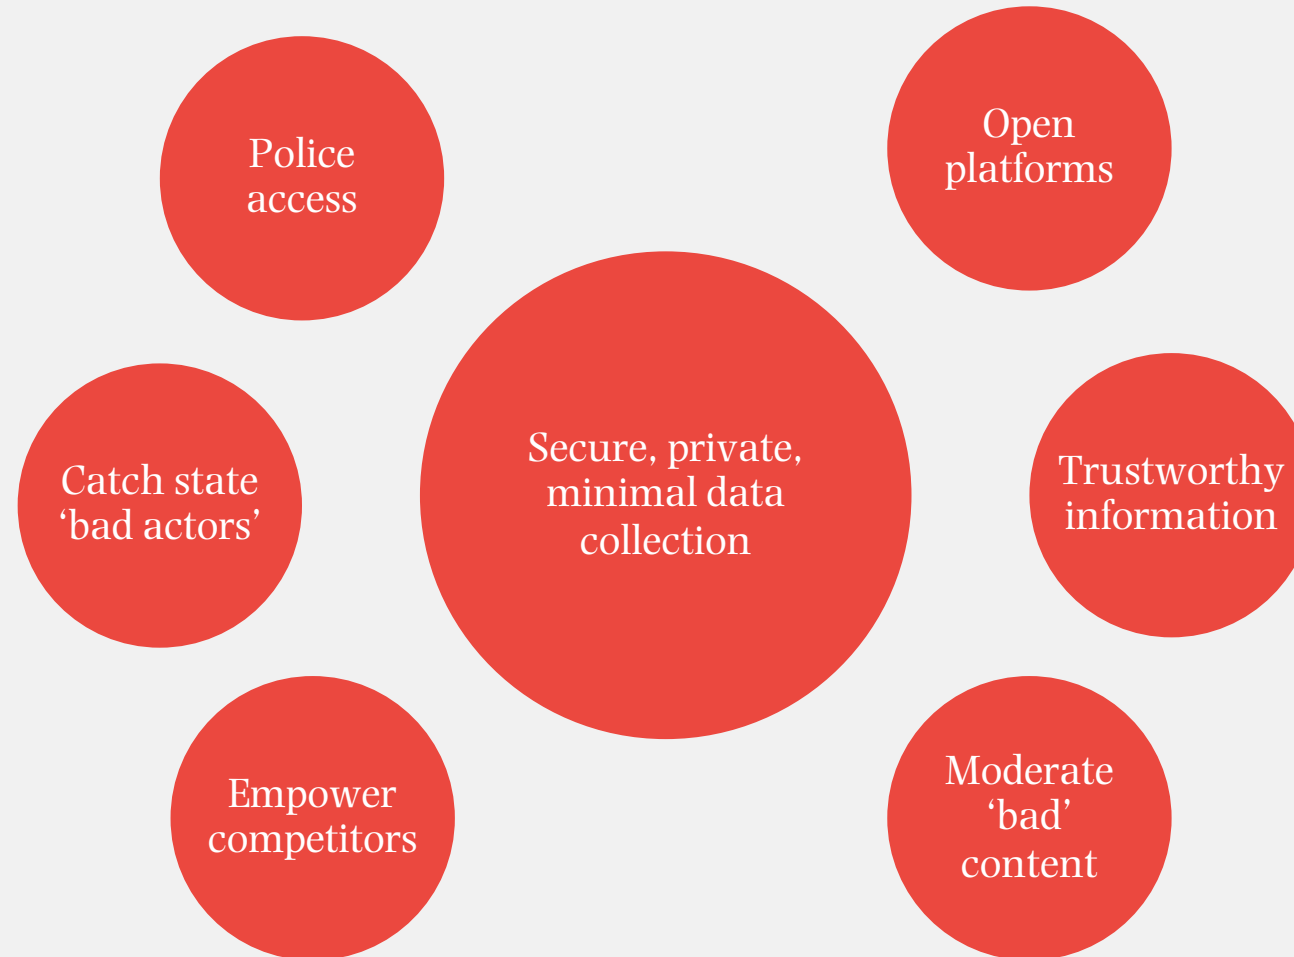 Police
access
Open
platforms
Secure, private,
minimal data
collection
Catch state
‘bad actors’
Trustworthy
information
Empower
competitors
Moderate
‘bad’
content